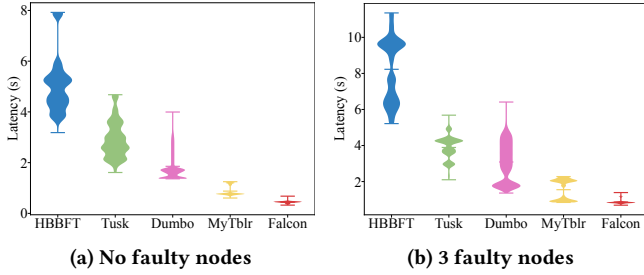 8
6
4
2
0
Latency (s)
HBBFT Tusk Dumbo MyTblr Falcon
(a) No faulty nodes
10
8
6
4
2
Latency (s)
HBBFT Tusk Dumbo MyTblr Falcon
(b) 3 faulty nodes